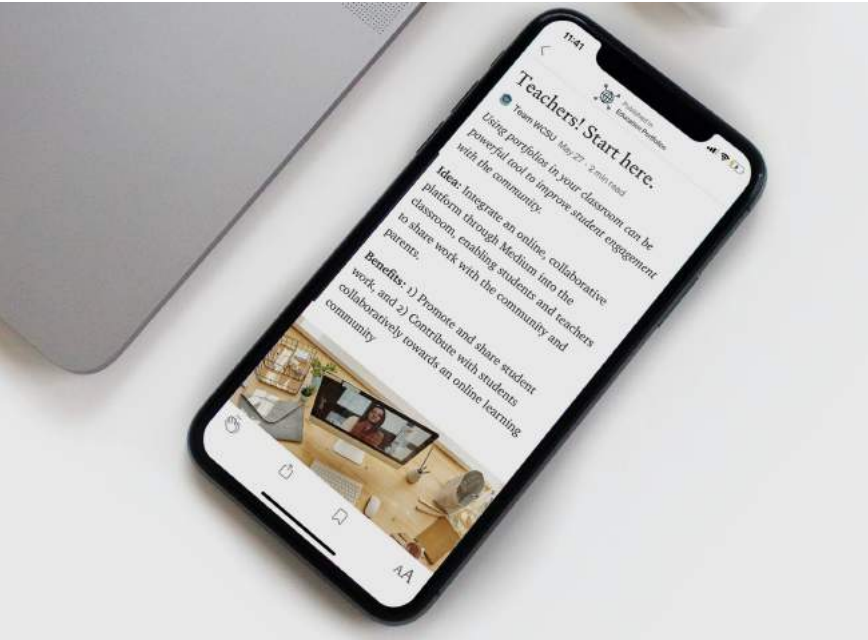 11:41
Published in
Education Portfolios
Teachers! Start here.
Team WCSU May 27 · 2 min read
Using portfolios in your classroom can be
powerful tool to improve student engagement
with the community.
Idea: Integrate an online, collaborative
platform through Medium into the
classroom, enabling students and teachers
to share work with the community and
parents.
Benefits: 1) Promote and share student
work, and 2) Contribute with students
collaboratively towards an online learning
community
AA